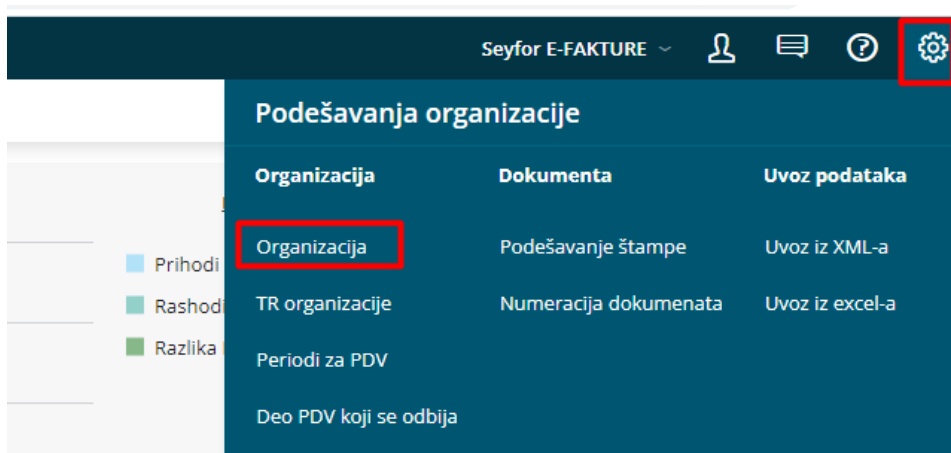 Seyfor E-FAKTURE
Podešavanja organizacije
Organizacija Dokumenta Uvoz podataka
Organizacija Podešavanje štampe Uvoz iz XML-a
Prihodi
TR organizacije Numeracija dokumenata Uvoz iz excel-a
Rashodi
Razlika
Periodi za PDV
Deo PDV koji se odbija